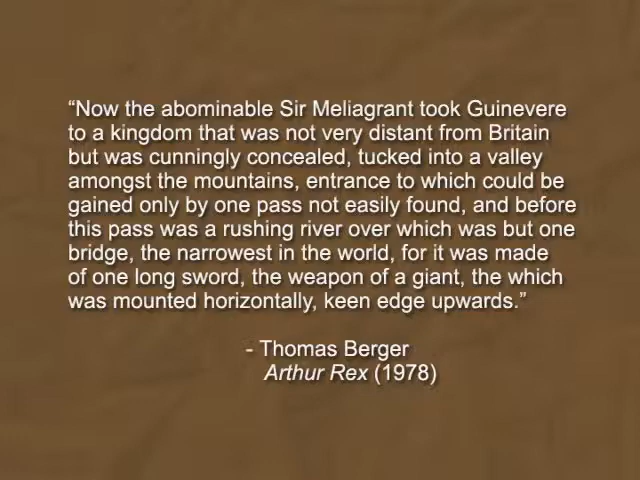 “Now the abominable Sir Meliagrant took Guinevere
to a kingdom that was not very distant from Britain
but was cunningly concealed, tucked into a valley
amongst the mountains, entrance to which could be
gained only by one pass not easily found, and before
this pass was a rushing river over which was but one
bridge, the narrowest in the world, for it was made
of one long sword, the weapon of a giant, the which
was mounted horizontally, keen edge upwards.”
- Thomas Berger
Arthur Rex (1978)